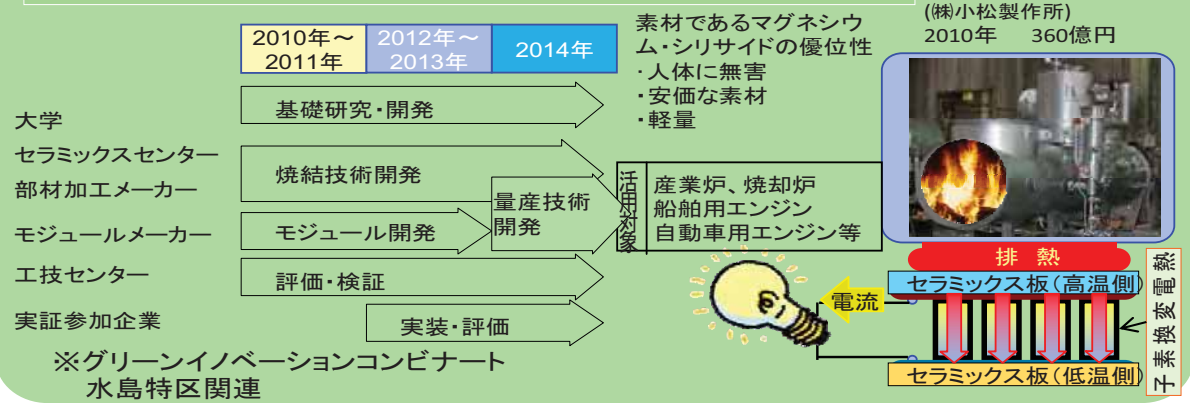 (㈱小松製作所)
2010年 360億円
2010年～
2011年
2012年～
2013年
2014年
素材であるマグネシウ
ム・シリサイドの優位性
・人体に無害
・安価な素材
・軽量
大学
セラミックスセンター
部材加工メーカー
モジュールメーカー
工技センター
実証参加企業
基礎研究・開発
焼結技術開発
モジュール開発
量産技術
開発
評価・検証
実装・評価
活用対象
産業炉、焼却炉
船舶用エンジン
自動車用エンジン等
排 熱
セラミックス板(高温側)
電流
セラミックス板(低温側)
子素換変電熱
※グリーンイノベーションコンビナート
水島特区関連